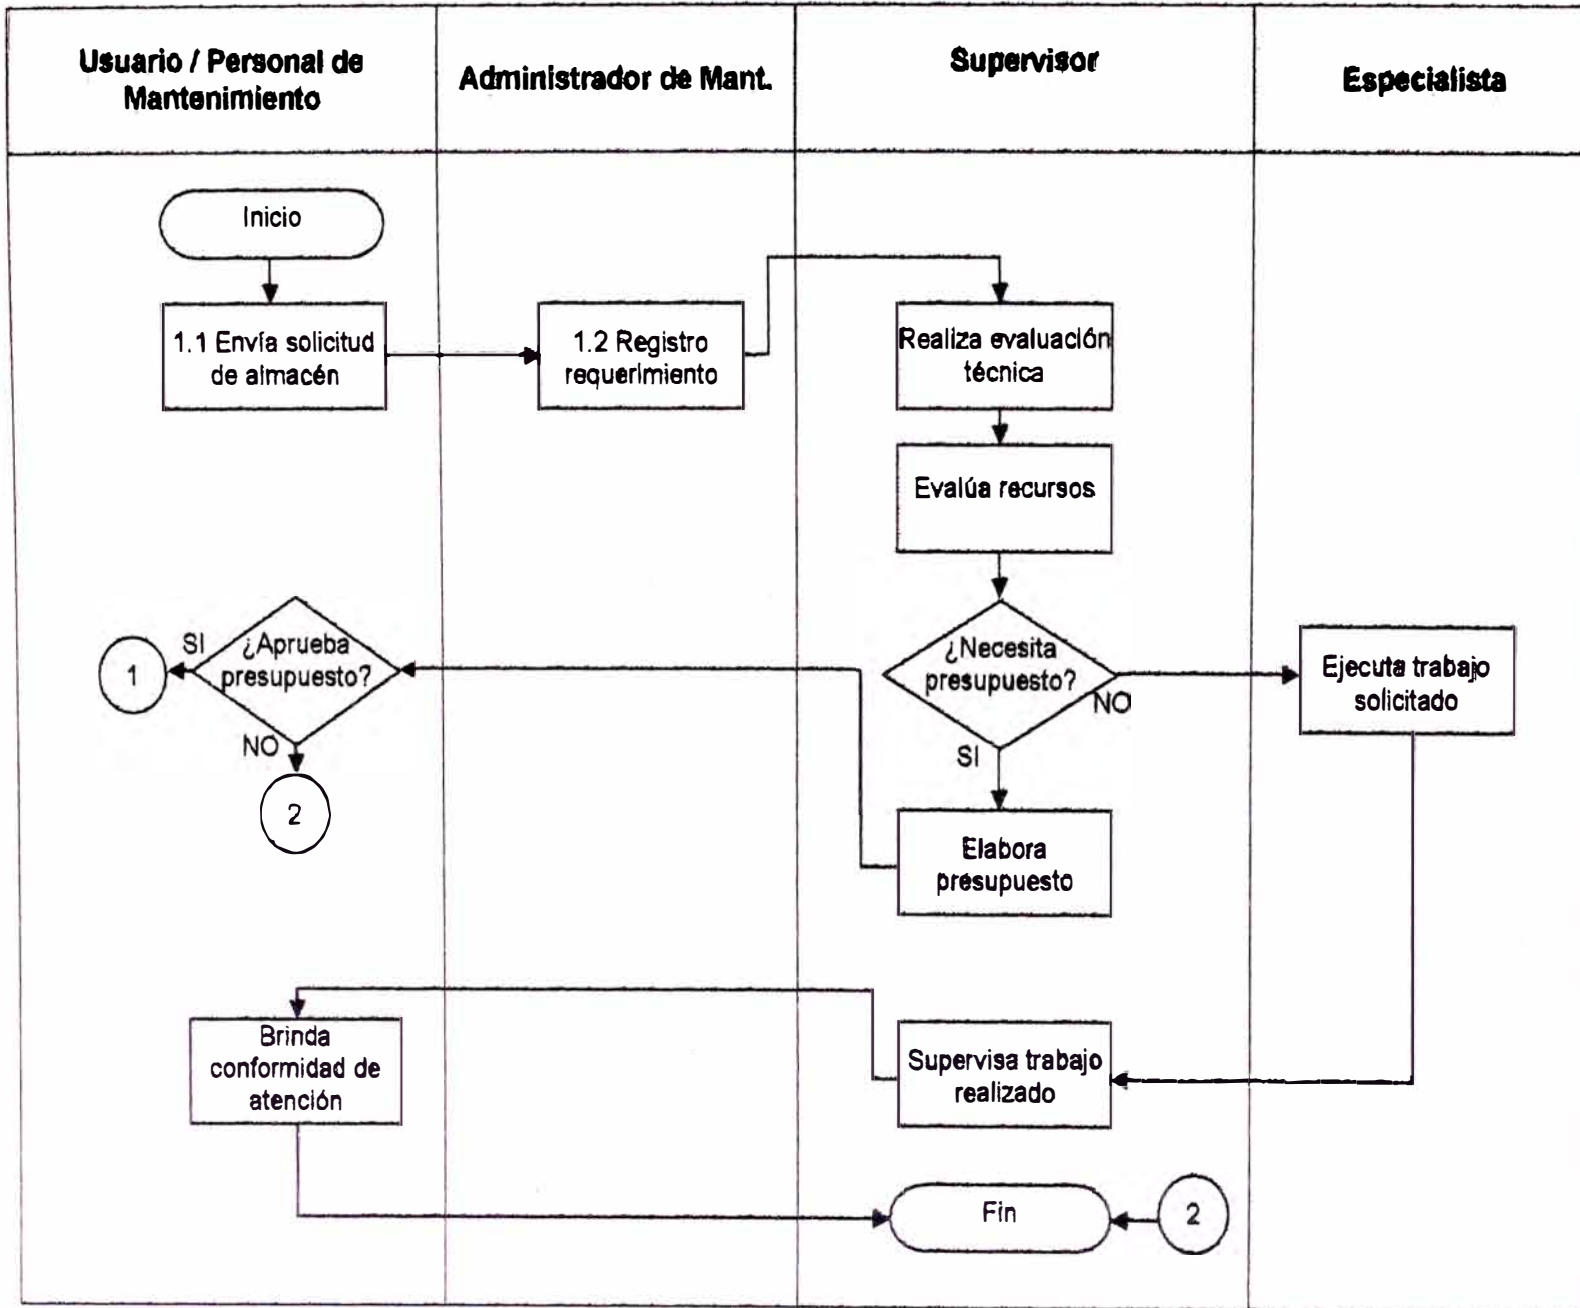 Usuario / Personal de
Mantenimiento
Administrador de Mant.
Supervisor
Especialista
Inicio
1.1 Envía solicitud
de almacén
1.2 Registro
requerimiento
Realiza evaluación
técnica
Evalúa recursos
SI
¿Aprueba
presupuesto?
1
NO
2
¿Necesita
presupuesto?
NO
SI
Ejecuta trabajo
solicitado
Elabora
presupuesto
Brinda
conformidad de
atención
Supervisa trabajo
realizado
Fin
2